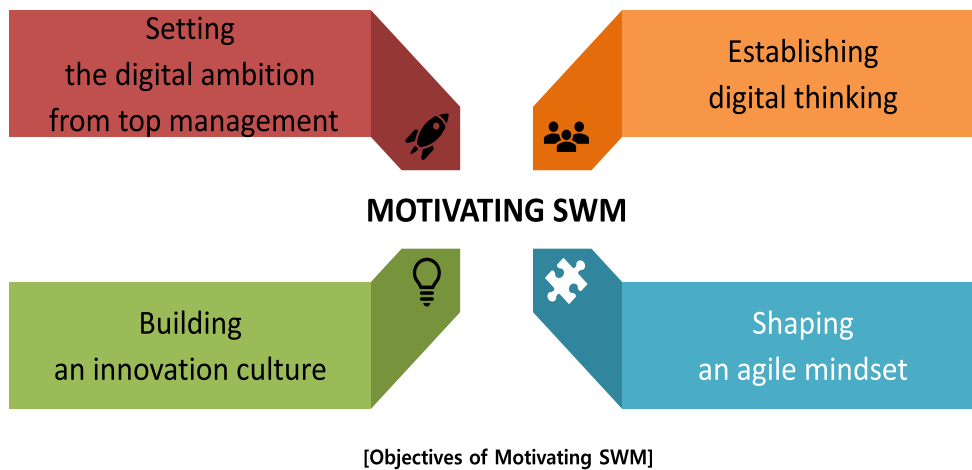 Setting
the digital ambition
from top management
Establishing
digital thinking
MOTIVATING SWM
Building
an innovation culture
Shaping
an agile mindset
[Objectives of Motivating SWM]